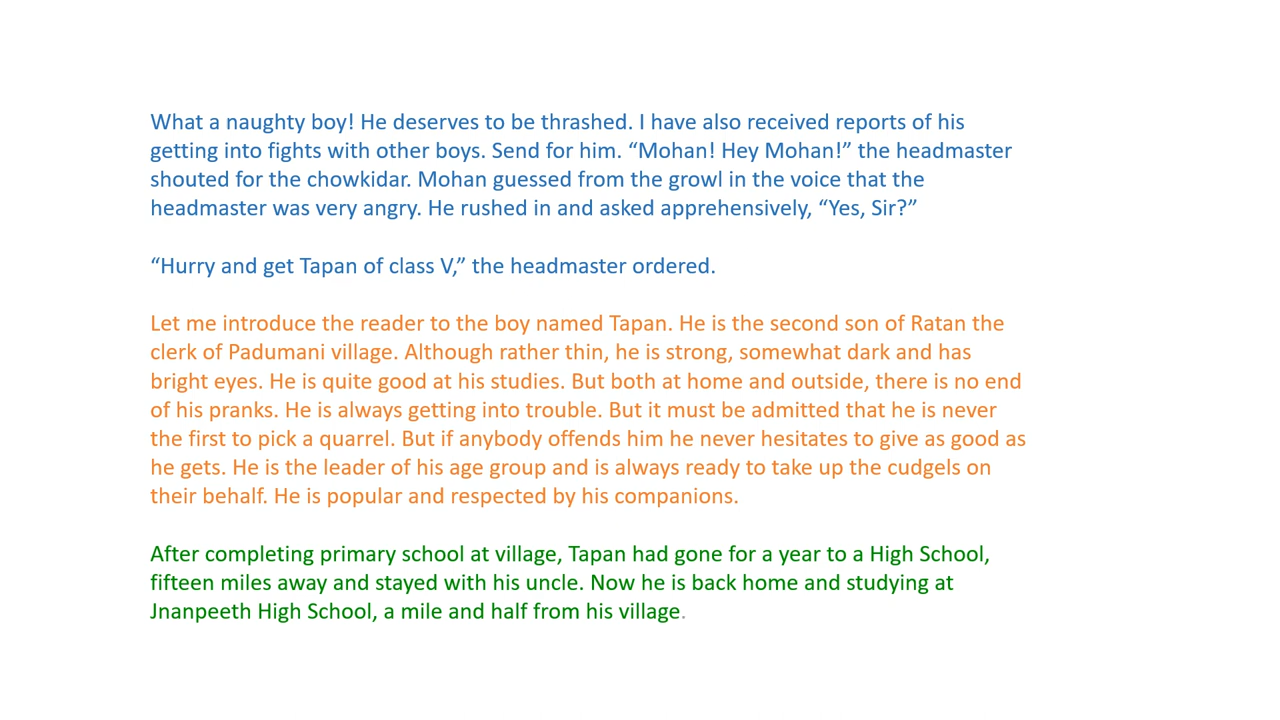 What a naughty boy! He deserves to be thrashed. I have also received reports of his
getting into fights with other boys. Send for him. “Mohan! Hey Mohan!” the headmaster
shouted for the chowkidar. Mohan guessed from the growl in the voice that the
headmaster was very angry. He rushed in and asked apprehensively, “Yes, Sir?”
“Hurry and get Tapan of class V,” the headmaster ordered.
Let me introduce the reader to the boy named Tapan. He is the second son of Ratan the
clerk of Padumani village. Although rather thin, he is strong, somewhat dark and has
bright eyes. He is quite good at his studies. But both at home and outside, there is no end
of his pranks. He is always getting into trouble. But it must be admitted that he is never
the first to pick a quarrel. But if anybody offends him he never hesitates to give as good as
he gets. He is the leader of his age group and is always ready to take up the cudgels on
their behalf. He is popular and respected by his companions.
After completing primary school at village, Tapan had gone for a year to a High School,
fifteen miles away and stayed with his uncle. Now he is back home and studying at
Jnanpeeth High School, a mile and half from his village.